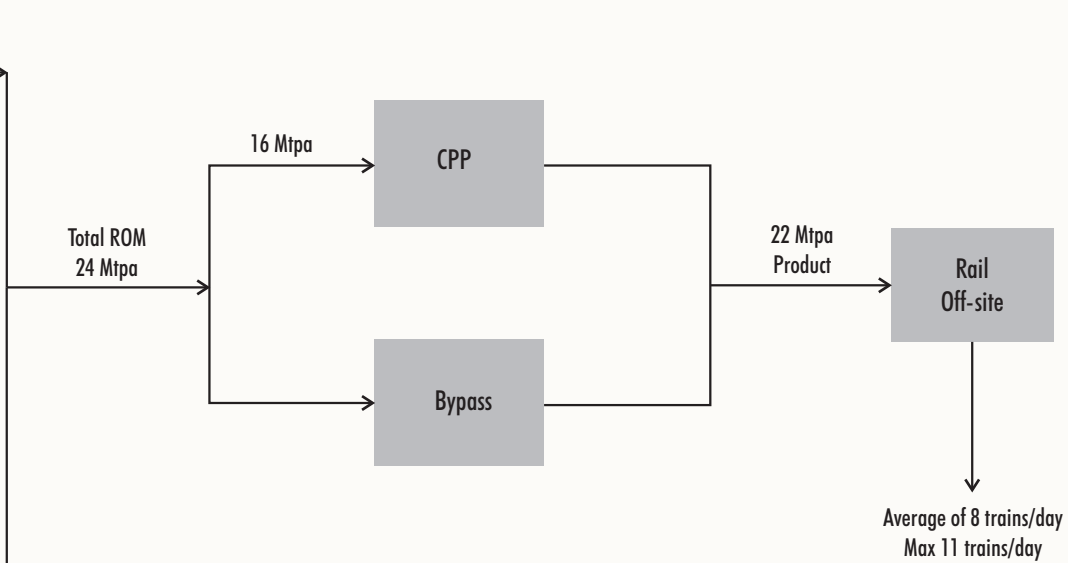 16 Mtpa
CPP
Total ROM
24 Mtpa
22 Mtpa
Product
Rail
Off-site
Bypass
Average of 8 trains/day
Max 11 trains/day